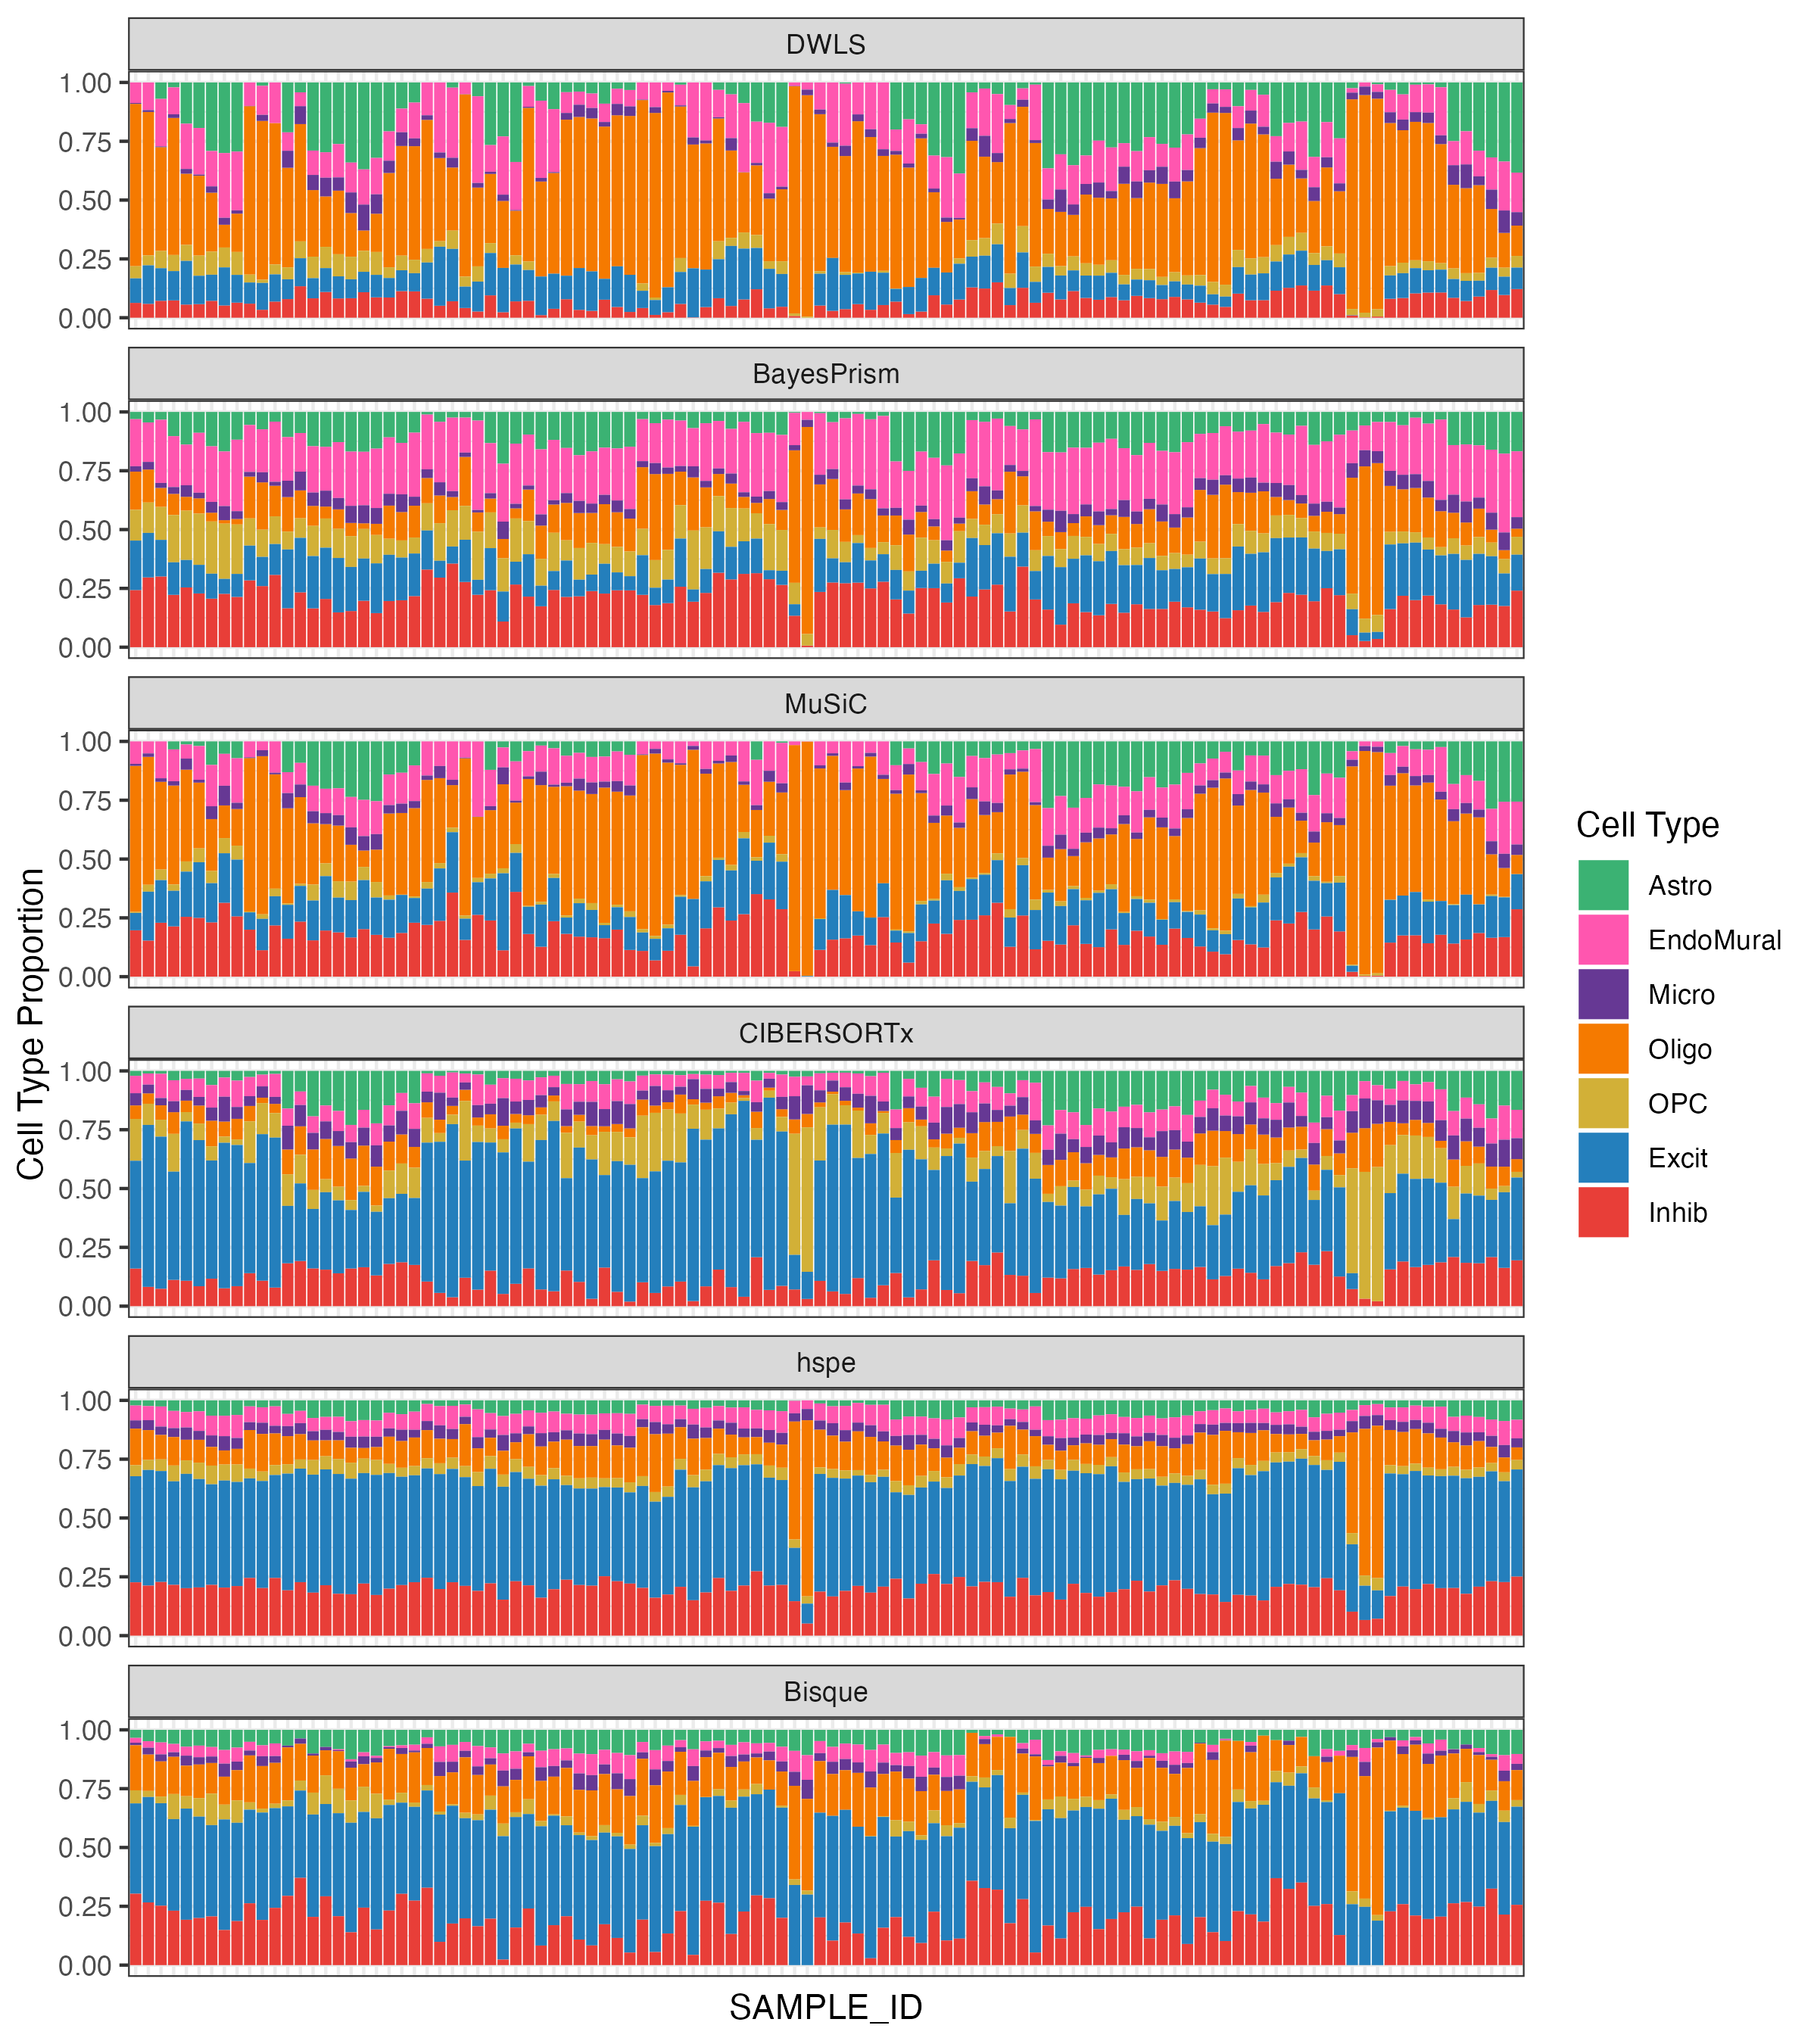 DWLS
1.00
0.75
0.50
0.25
0.00
BayesPrism
1.00
0.75
0.50
0.25
0.00
MuSiC
1.00
0.75
0.50
0.25
0.00
CIBERSORTx
1.00
0.75
0.50
0.25
0.00
hspe
1.00
0.75
0.50
0.25
0.00
Bisque
1.00
0.75
0.50
0.25
0.00
Cell Type Proportion
SAMPLE_ID
Cell Type
Astro
EndoMural
Micro
Oligo
OPC
Excit
Inhib